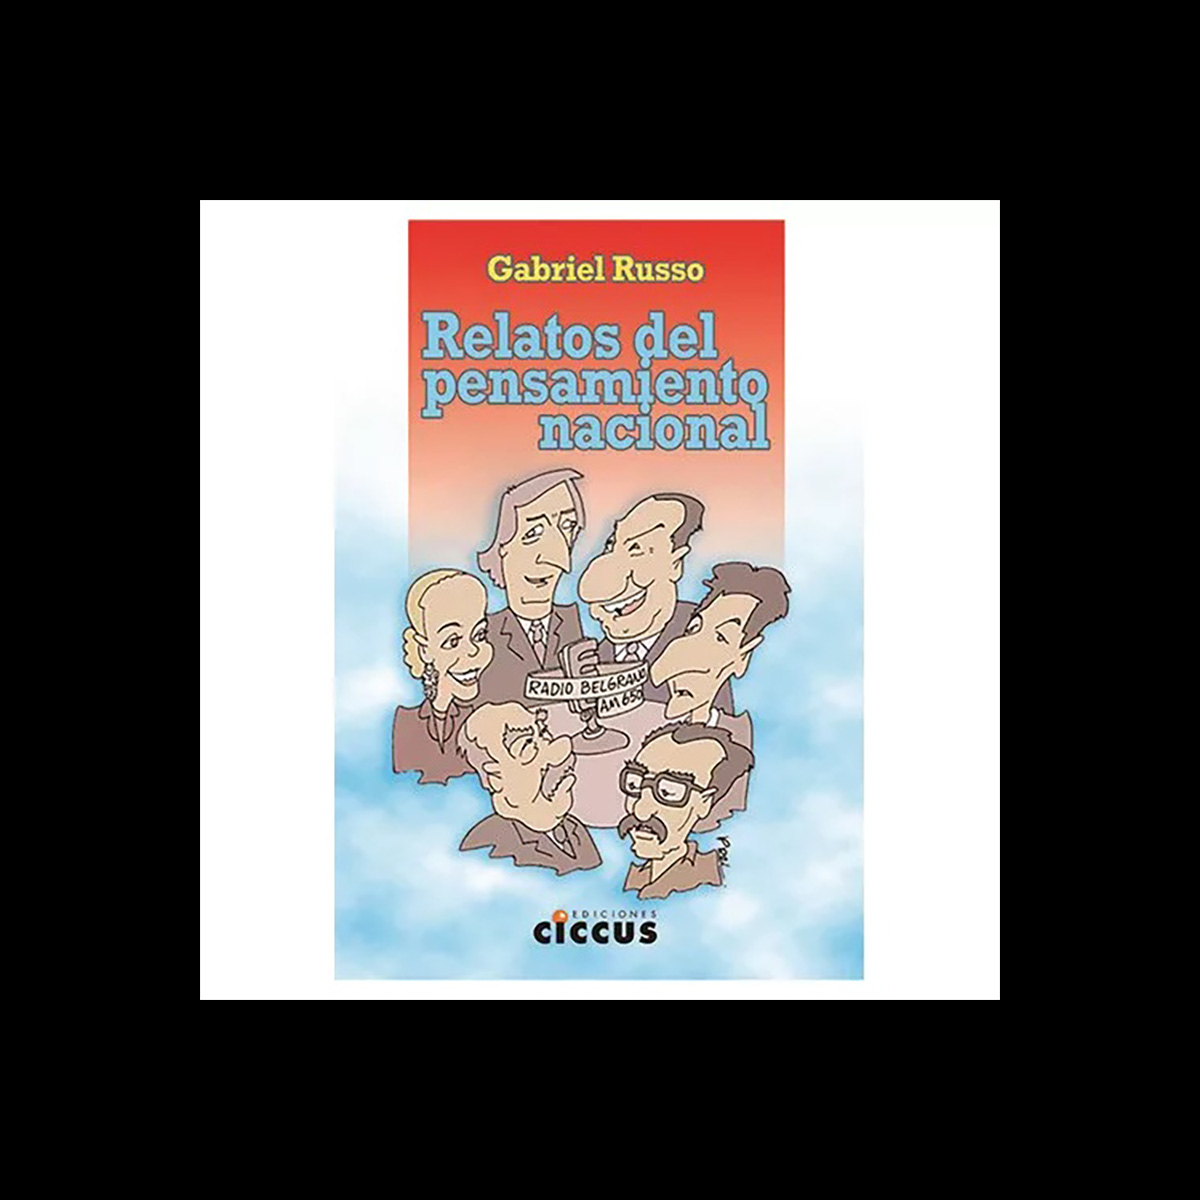 Gabriel Russo
Relatos del
pensamiento
nacional
RADIO BELGRANO
AM 650
EDICIONES
CICCUS